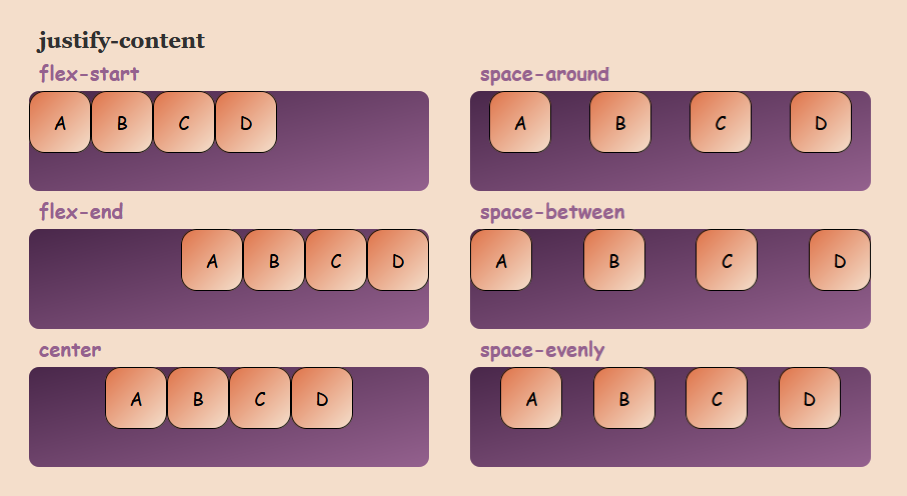 justify-content
flex-start
A B C D
flex-end
A B C D
center
A B C D
space-around
A B C D
space-between
A B C D
space-evenly
A B C D